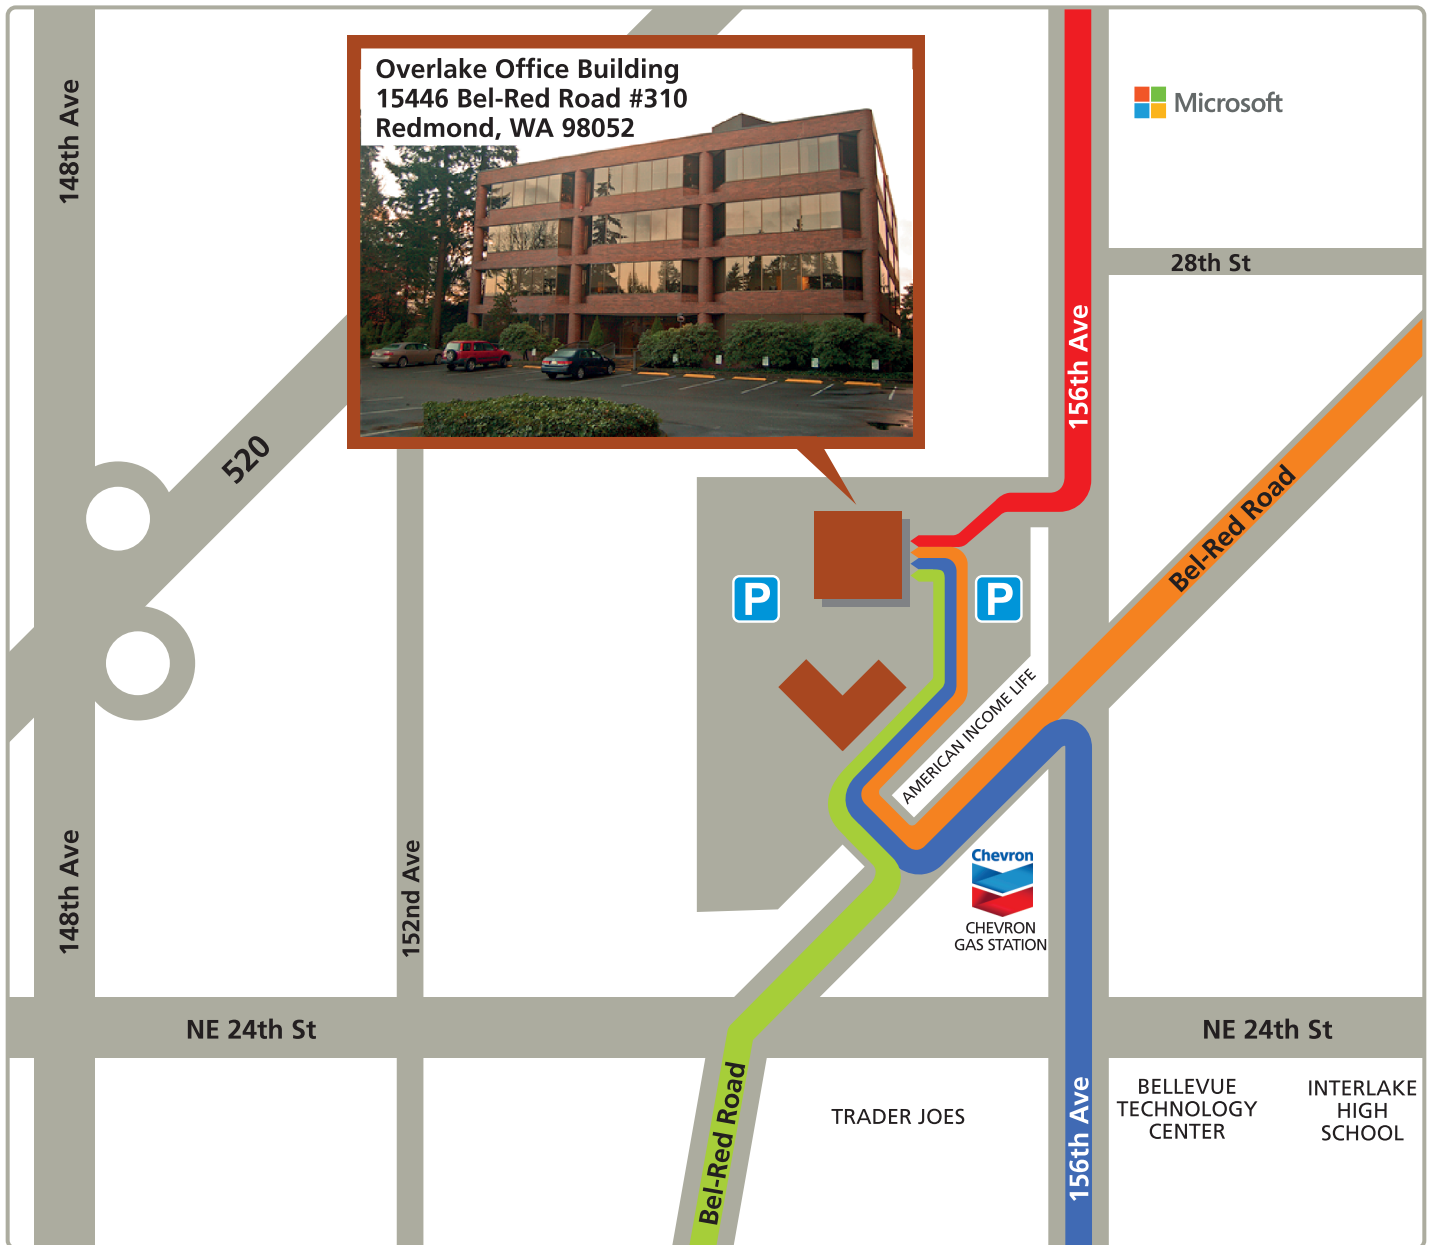 Overlake Office Building
15446 Bel-Red Road #310
Redmond, WA 98052
148th Ave
Microsoft
28th St
156th Ave
520
Bel-Red Road
P
P
AMERICAN INCOME LIFE
148th Ave
152nd Ave
Chevron
CHEVRON
GAS STATION
NE 24th St
NE 24th St
Bel-Red Road
TRADER JOES
156th Ave
BELLEVUE
TECHNOLOGY
CENTER
INTERLAKE
HIGH
SCHOOL